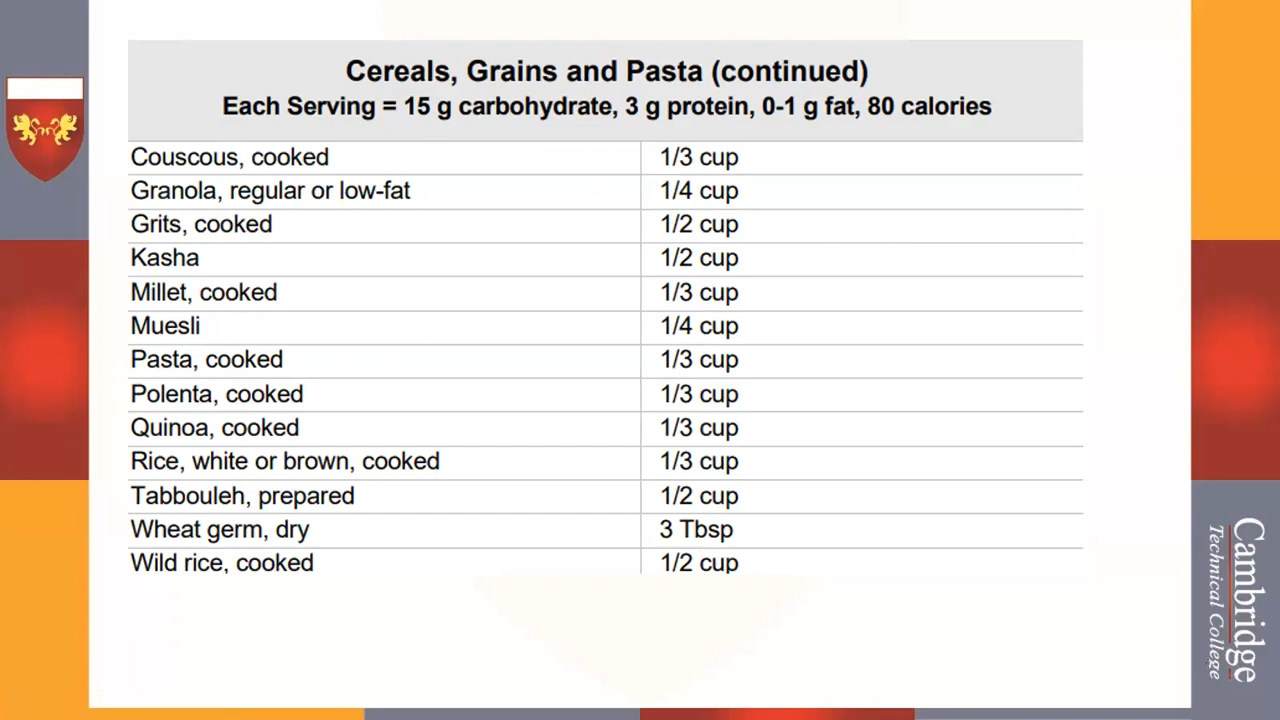 Cereals, Grains and Pasta (continued)
Each Serving = 15 g carbohydrate, 3 g protein, 0-1 g fat, 80 calories
Couscous, cooked 1/3 cup
Granola, regular or low-fat 1/4 cup
Grits, cooked 1/2 cup
Kasha 1/2 cup
Millet, cooked 1/3 cup
Muesli 1/4 cup
Pasta, cooked 1/3 cup
Polenta, cooked 1/3 cup
Quinoa, cooked 1/3 cup
Rice, white or brown, cooked 1/3 cup
Tabbouleh, prepared 1/2 cup
Wheat germ, dry 3 Tbsp
Wild rice, cooked 1/2 cup
Cambridge
Technical College